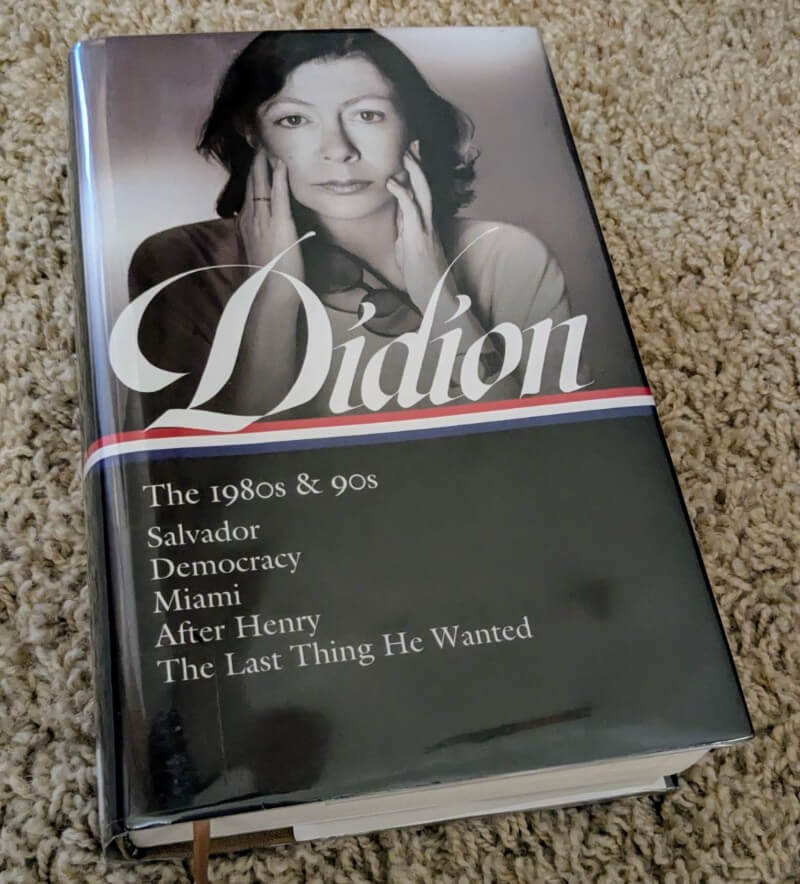 Didion
The 1980s & 90s
Salvador
Democracy
Miami
After Henry
The Last Thing He Wanted